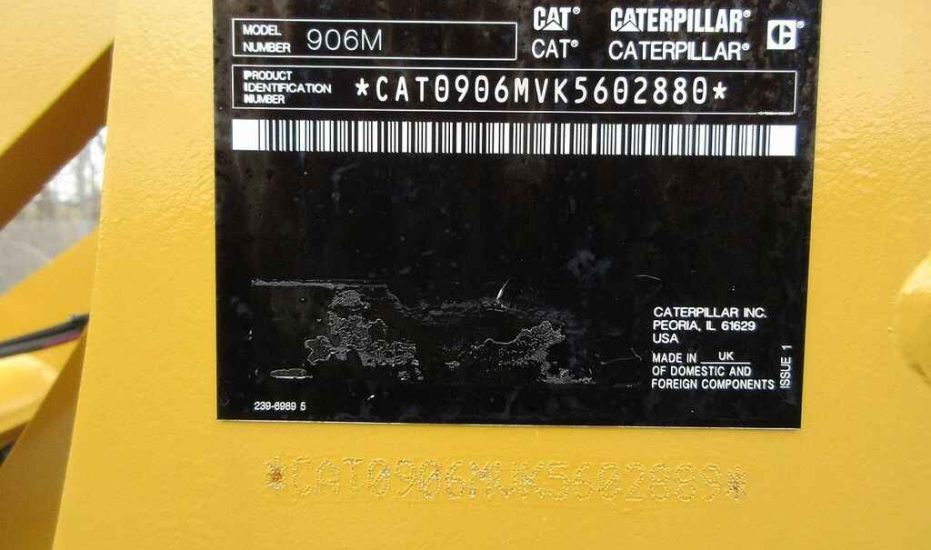 MODEL NUMBER 906M
CAT® CATERPILLAR® C
CAT® CATERPILLAR®
PRODUCT
IDENTIFICATION
NUMBER
*CAT0906MVK5602880*
CATERPILLAR INC.
PEORIA, IL 61629
USA
MADE IN UK
OF DOMESTIC AND
FOREIGN COMPONENTS
ISSUE 1
239-6989 5
*CAT0906MVK5602889*